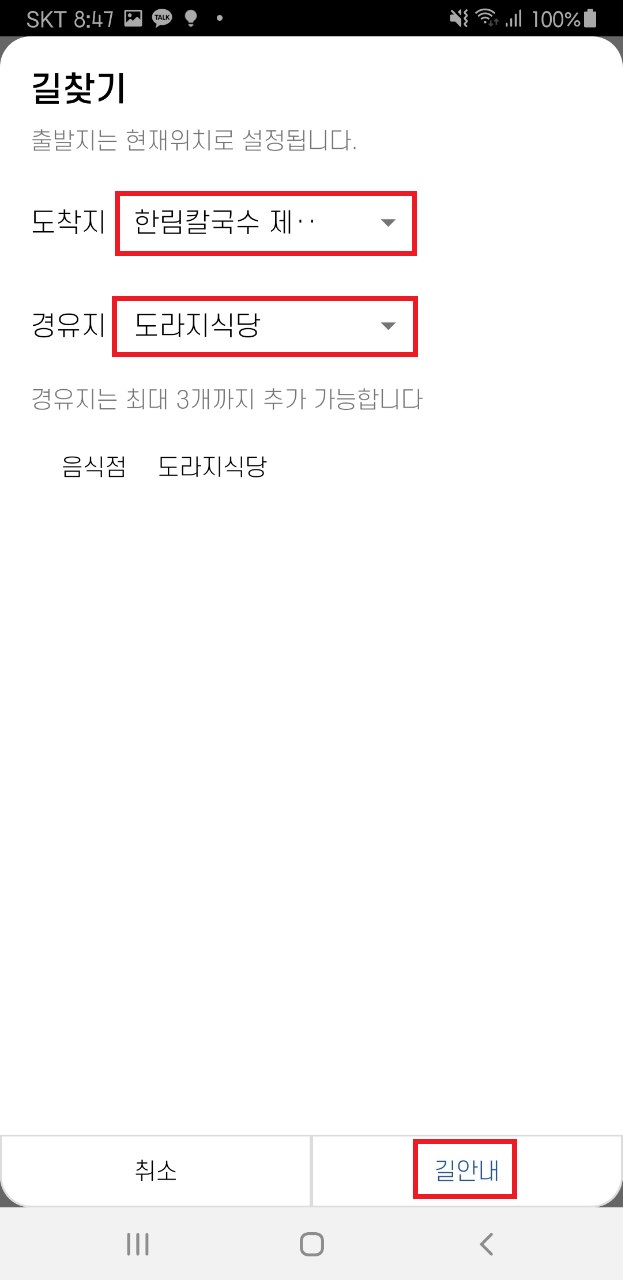 SKT 8:47 TALK 100%
길찾기
출발지는 현재위치로 설정됩니다.
도착지 한림칼국수 제··
경유지 도라지식당
경유지는 최대 3개까지 추가 가능합니다
음식점 도라지식당
취소 길안내